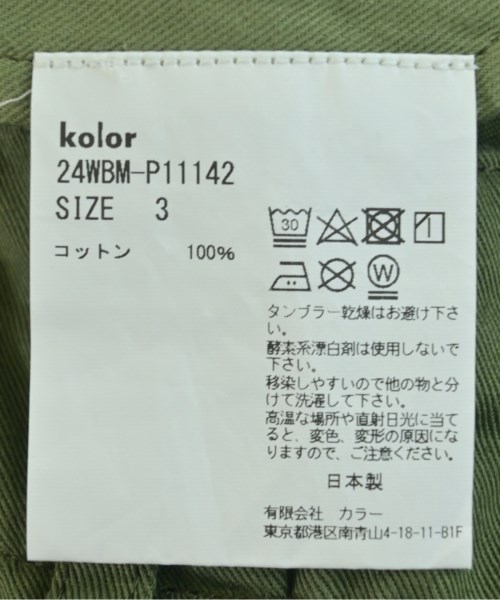 kolor
24WBM-P11142
SIZE 3
コットン 100%
30
W
タンブラー乾燥はお避け下さ
い。
酵素系漂白剤は使用しないで
下さい。
移染しやすいので他の物と分
けて洗濯して下さい。
高温な場所や直射日光に当て
ると、変色、変形の原因にな
りますので、ご注意ください。
日本製
有限会社 カラー
東京都港区南青山4-18-11-B1F